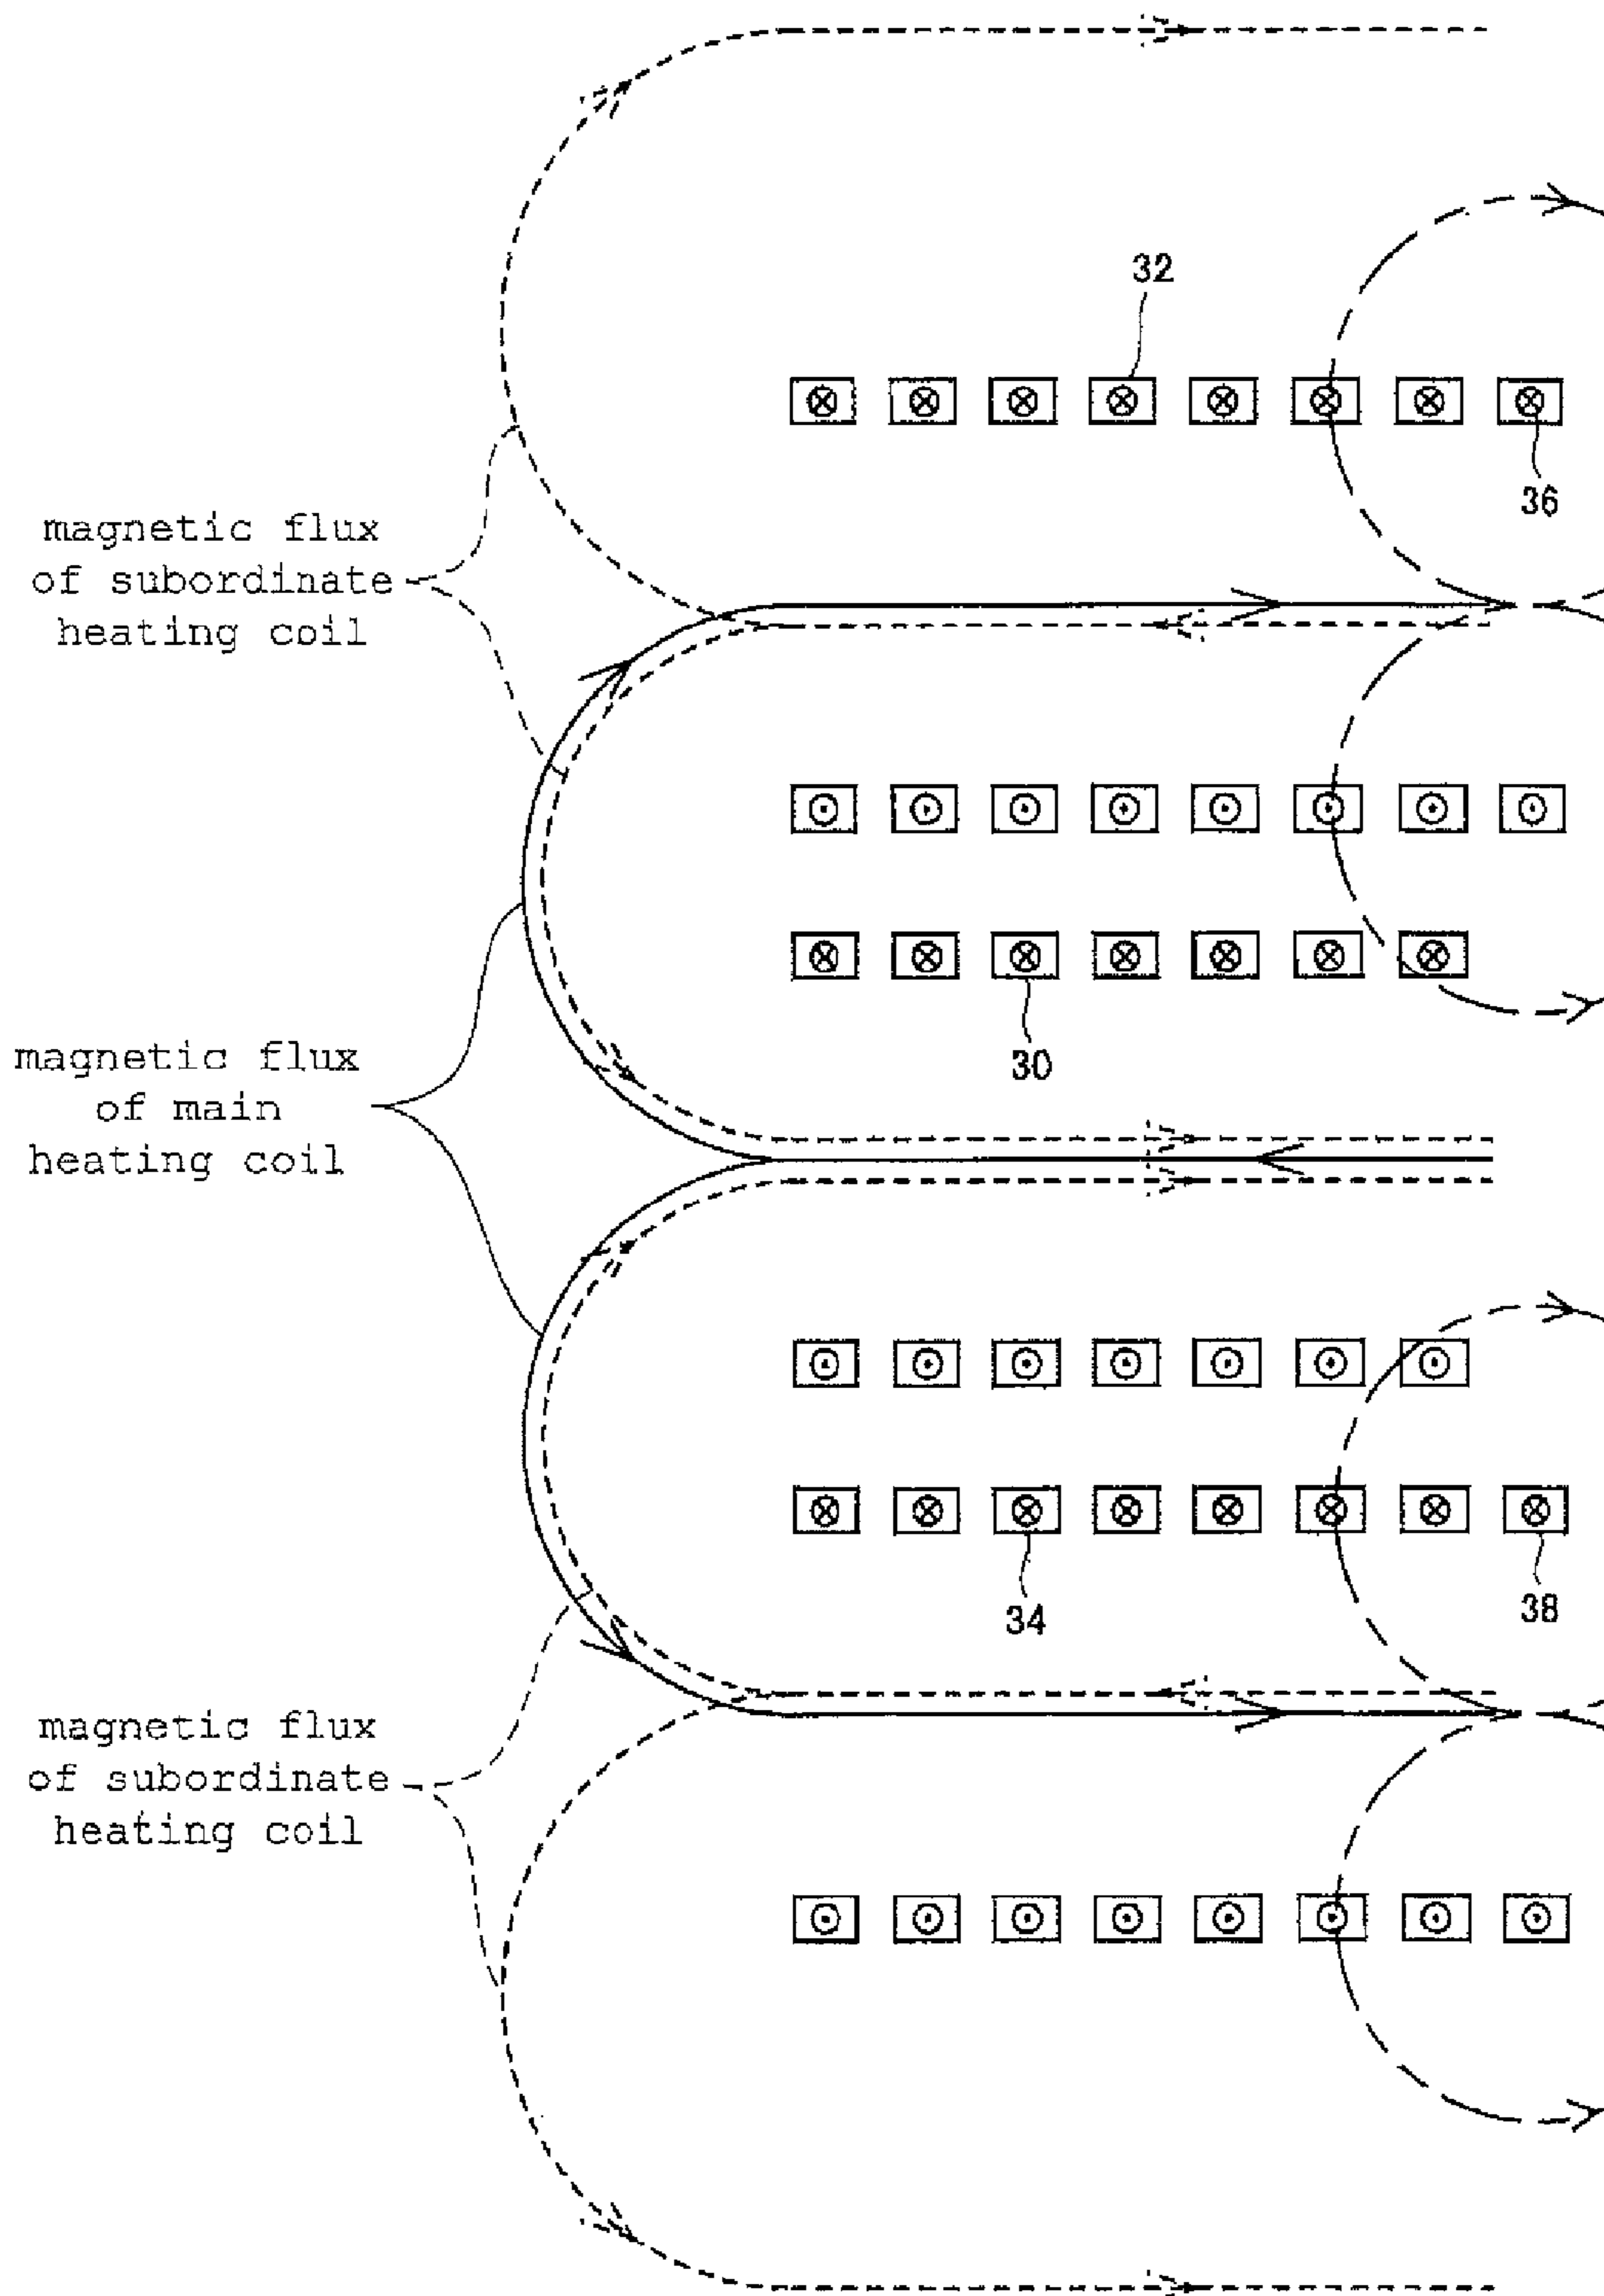 32
36
magnetic flux
of subordinate
heating coil
30
magnetic flux
of main
heating coil
34
38
magnetic flux
of subordinate
heating coil